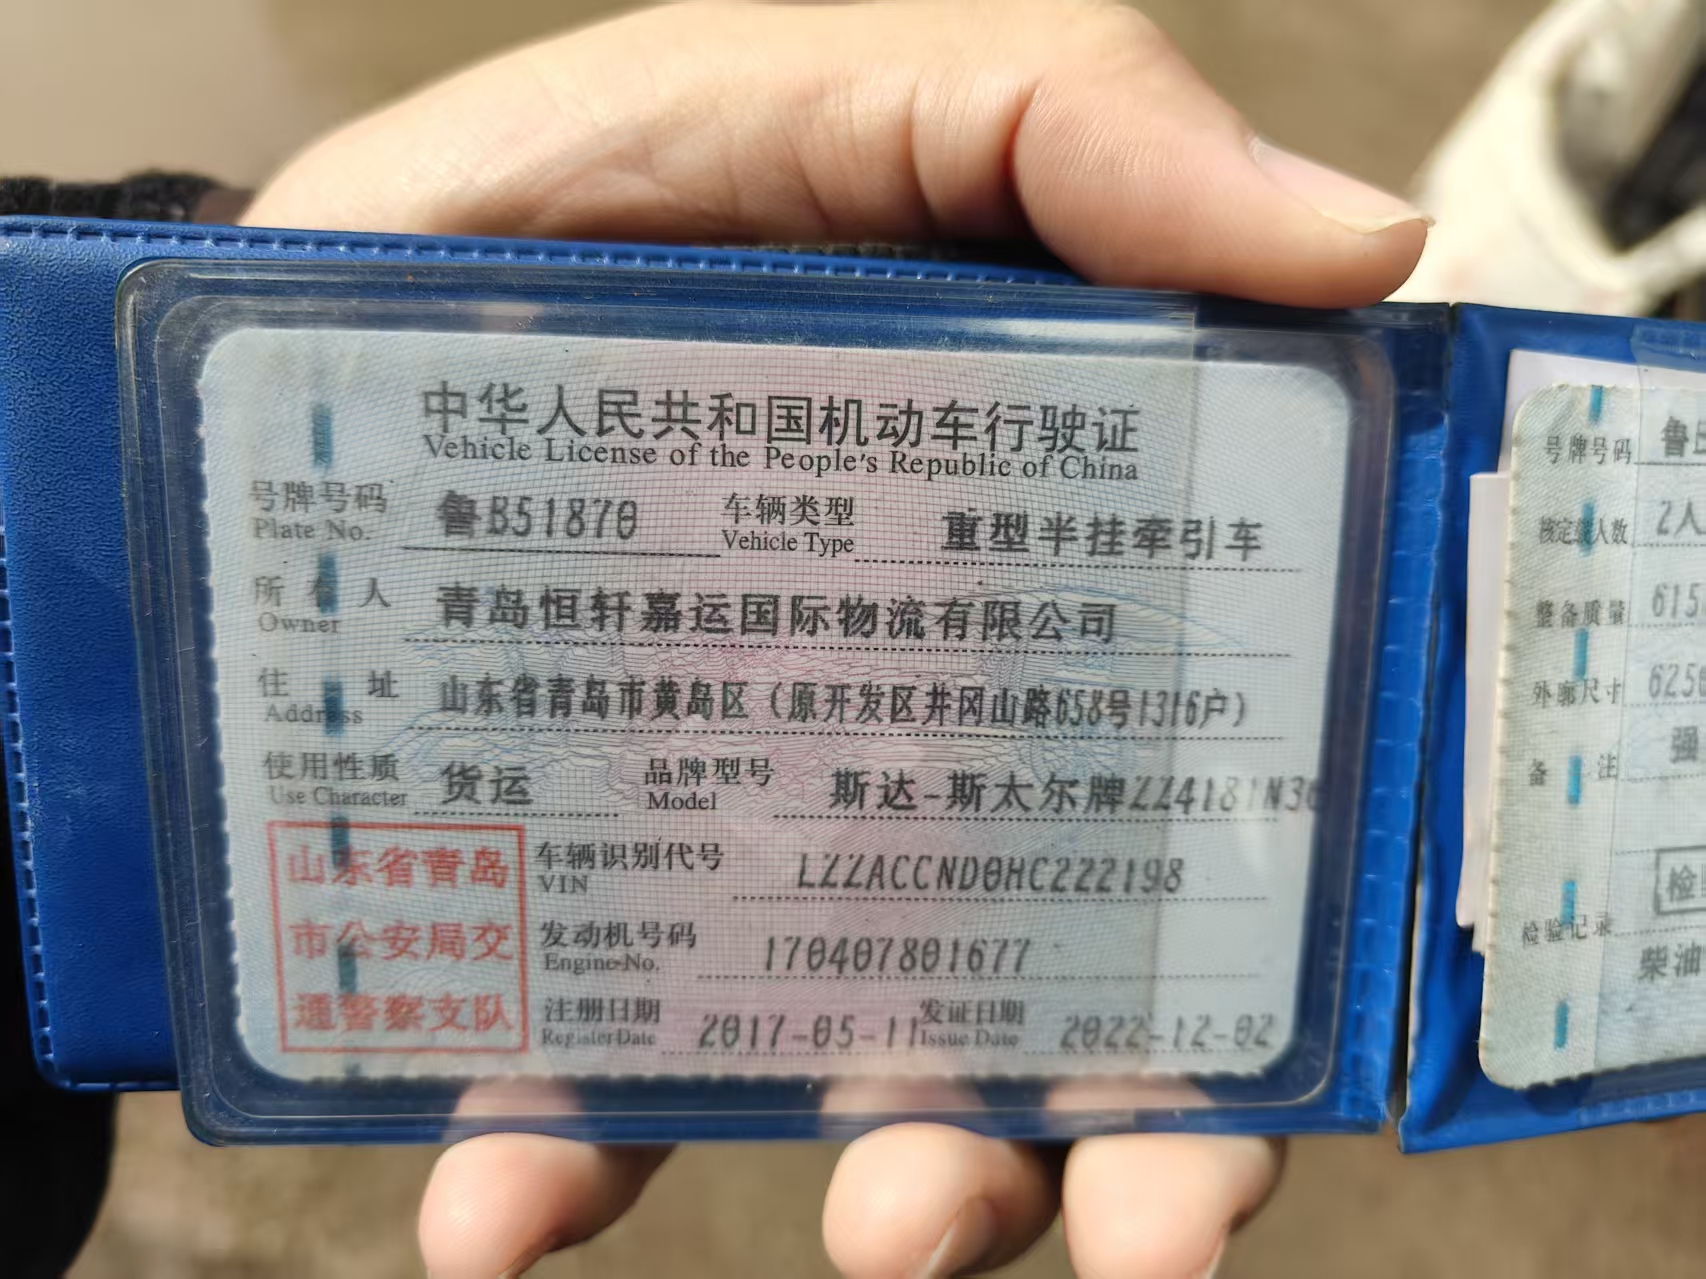 中华人民共和国机动车行驶证
Vehicle License of the People's Republic of China
号牌号码 鲁B51870 车辆类型 重型半挂牵引车
Plate No. Vehicle Type
所有人 青岛恒轩嘉运国际物流有限公司
Owner
住址 山东省青岛市黄岛区（原开发区井冈山路658号1316户）
Address
使用性质 货运 品牌型号 斯达-斯太尔牌ZZ4181N36
Use Character Model
山东省青岛
市公安局交
通警察支队
车辆识别代号 LZZACCND0HC222198
VIN
发动机号码 170407801677
Engine No.
注册日期 2017-05-11 发证日期 2022-12-02
Register Date Issue Date
号牌号码 鲁B
核定载人数 2人
整备质量 615
外廓尺寸 6250
备注 强
检
检验记录
柴油